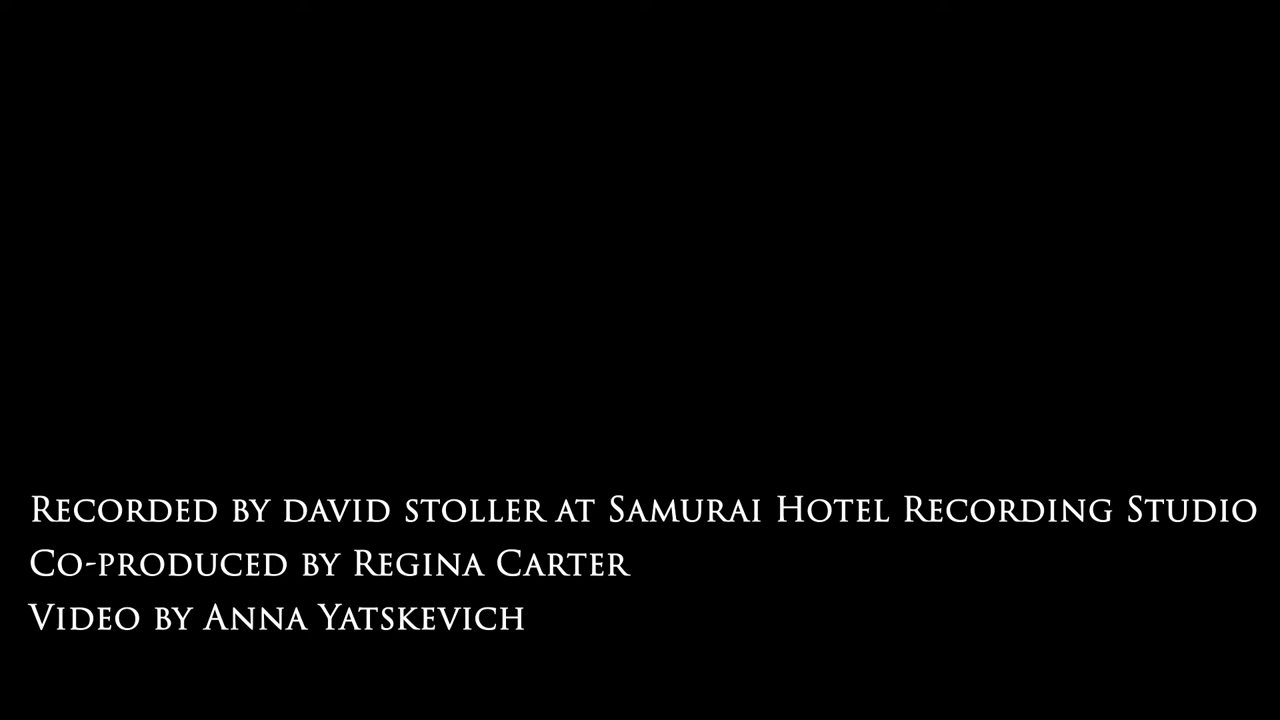 Recorded by david stoller at Samurai Hotel Recording Studio
Co-produced by Regina Carter
Video by Anna Yatskevich